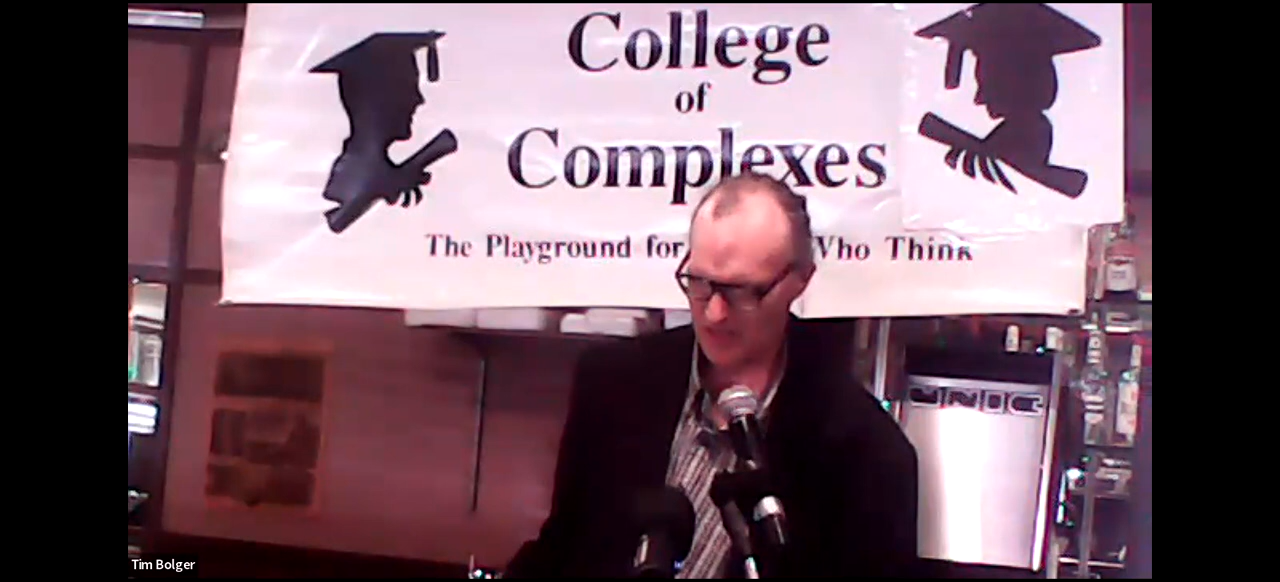 College
of
Complexes
The Playground for Who Think
Tim Bolger